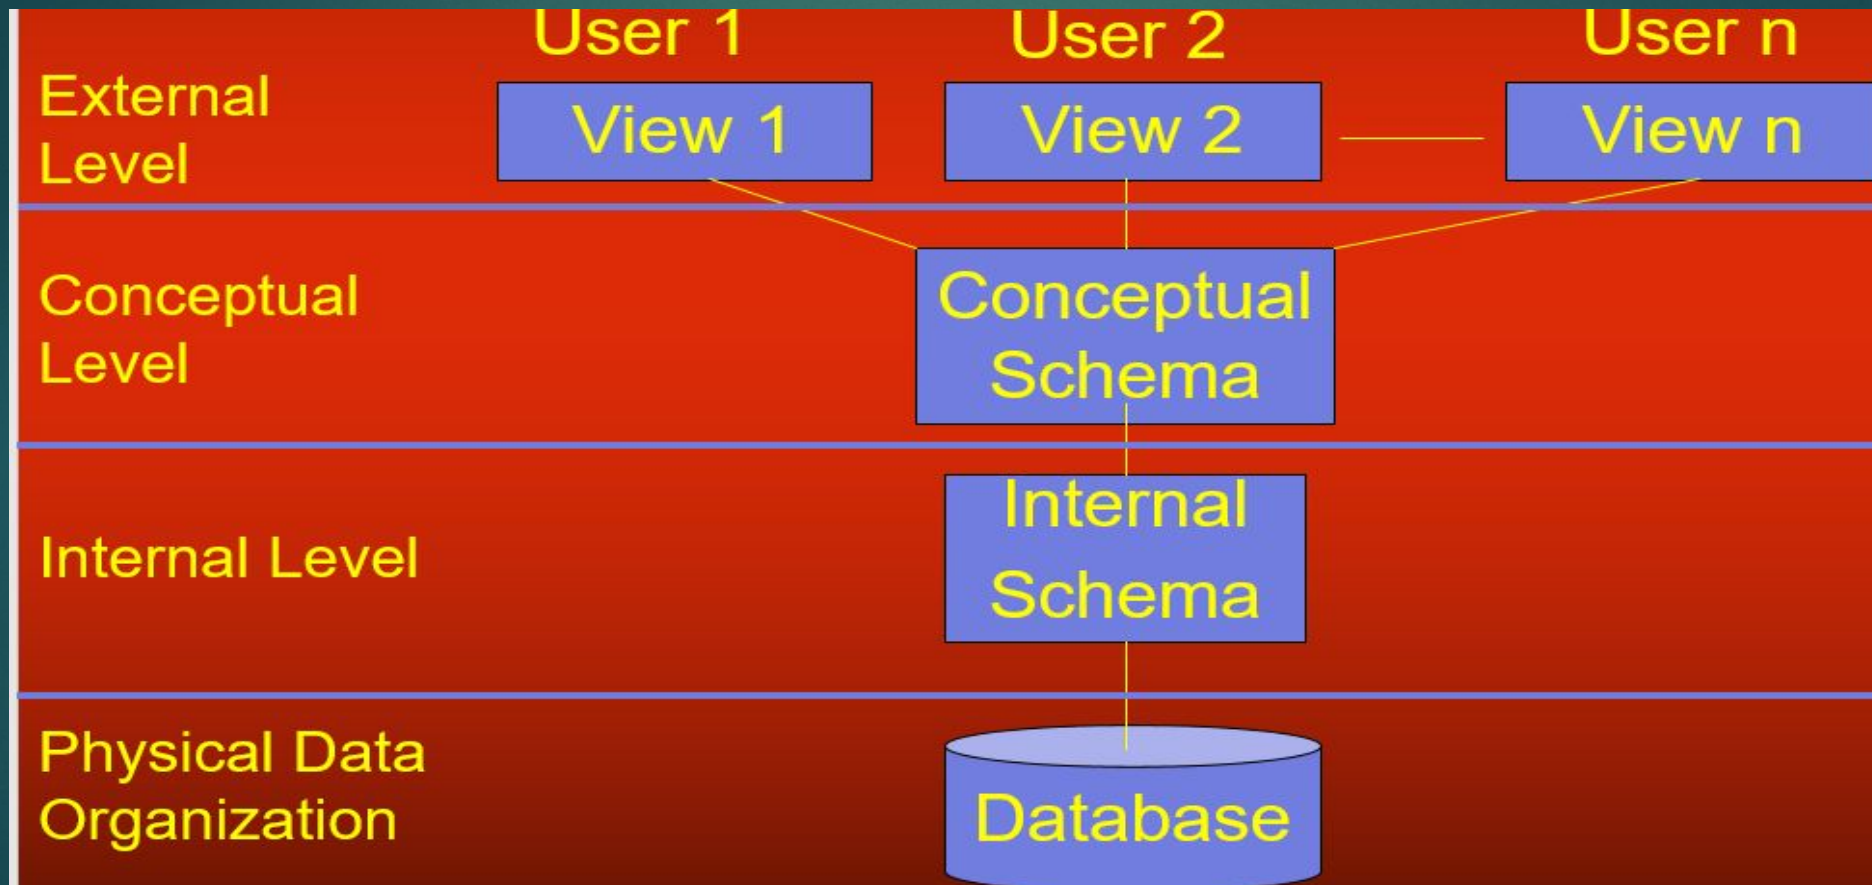 User 1
User 2
User n
External
Level
View 1
View 2
View n
Conceptual
Level
Conceptual
Schema
Internal Level
Internal
Schema
Physical Data
Organization
Database